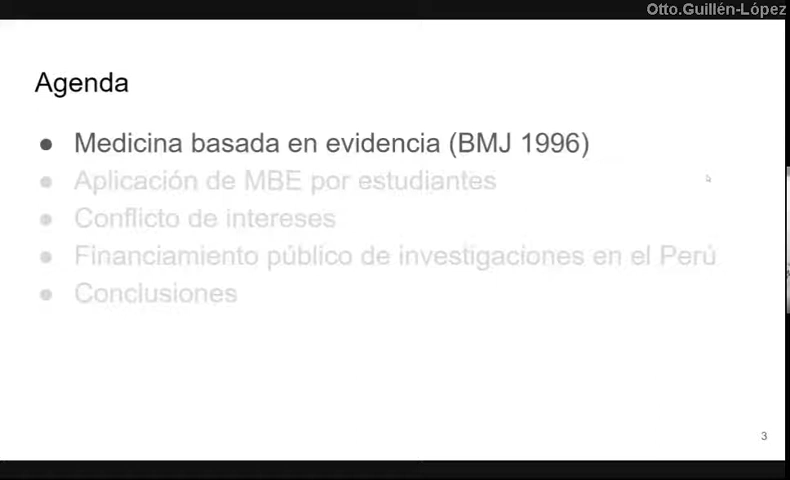 Otto.Guillén-López
Agenda
● Medicina basada en evidencia (BMJ 1996)
● Aplicación de MBE por estudiantes
● Conflicto de intereses
● Financiamiento público de investigaciones en el Perú
● Conclusiones
3